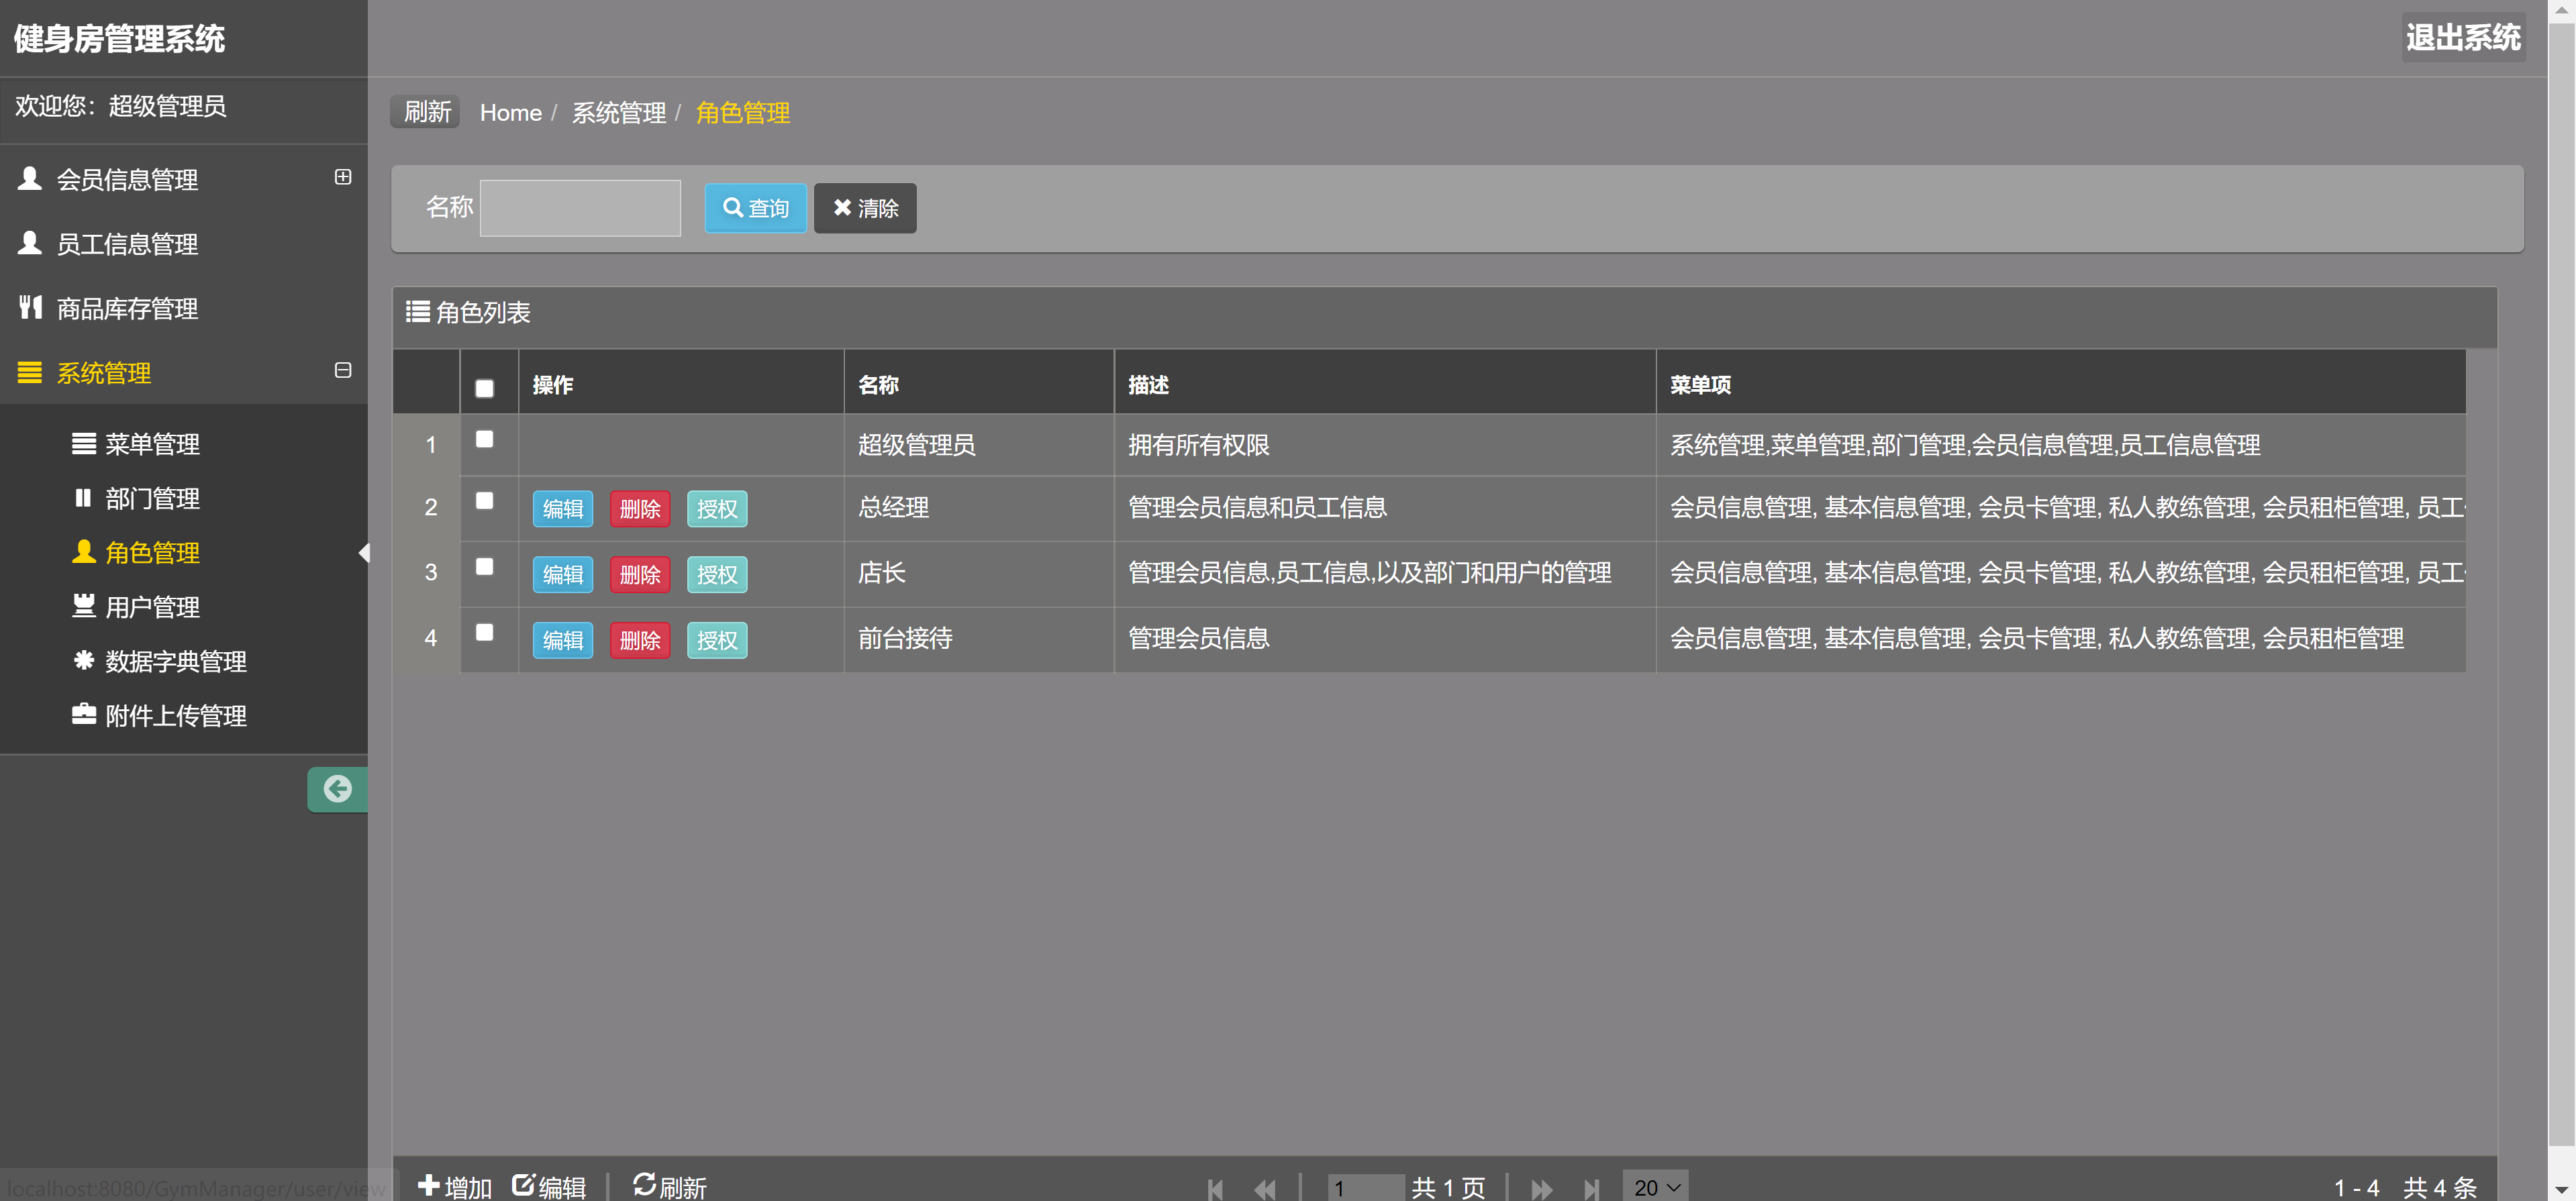 健身房管理系统
退出系统
欢迎您：超级管理员
刷新 Home / 系统管理 / 角色管理
会员信息管理
员工信息管理
商品库存管理
系统管理
菜单管理
部门管理
角色管理
用户管理
数据字典管理
附件上传管理
名称 查询 清除
角色列表
操作 名称 描述 菜单项
1 超级管理员 拥有所有权限 系统管理,菜单管理,部门管理,会员信息管理,员工信息管理
2 编辑 删除 授权 总经理 管理会员信息和员工信息 会员信息管理, 基本信息管理, 会员卡管理, 私人教练管理, 会员租柜管理, 员工
3 编辑 删除 授权 店长 管理会员信息,员工信息,以及部门和用户的管理 会员信息管理, 基本信息管理, 会员卡管理, 私人教练管理, 会员租柜管理, 员工
4 编辑 删除 授权 前台接待 管理会员信息 会员信息管理, 基本信息管理, 会员卡管理, 私人教练管理, 会员租柜管理
增加 编辑 刷新 1 共 1 页 20 1 - 4 共 4 条
localhost:8080/GymManager/user/view